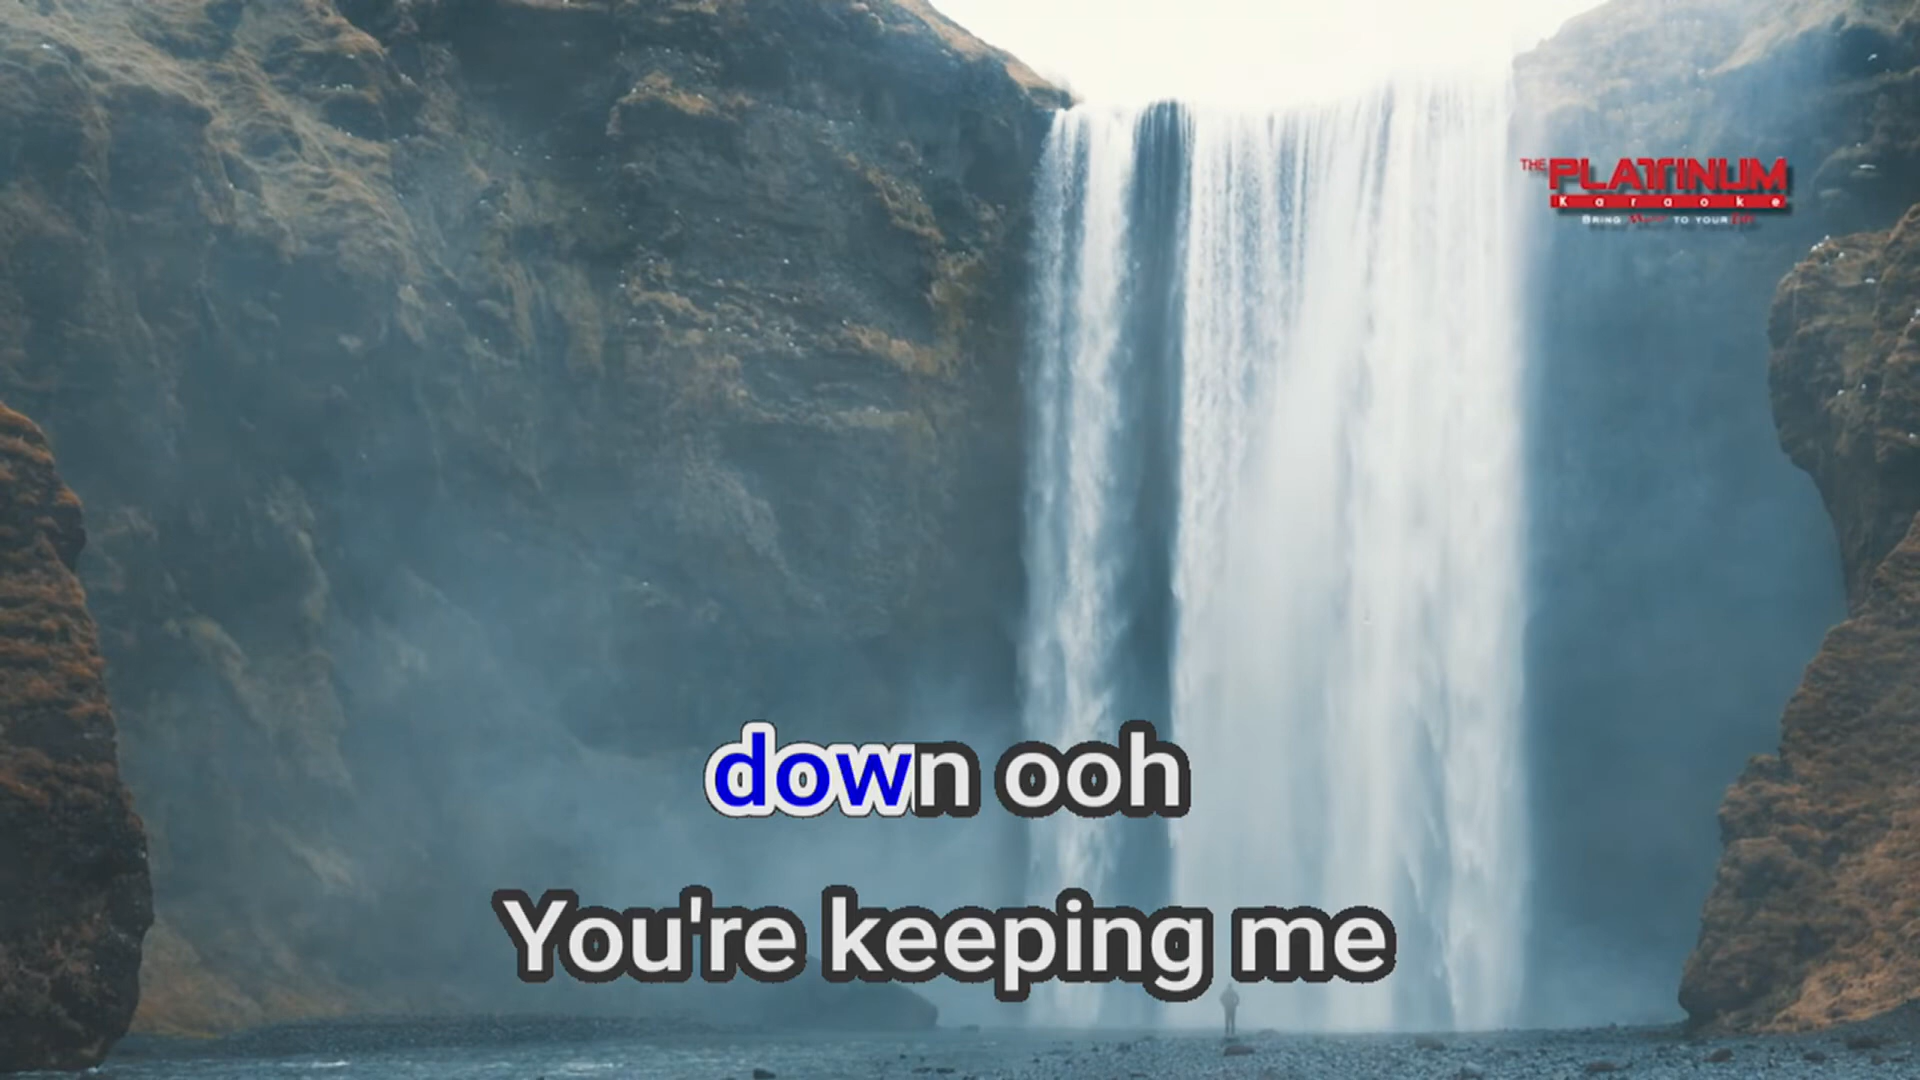 THE PLATINUM
Karaoke
BRING Music TO YOUR life
down ooh
You're keeping me